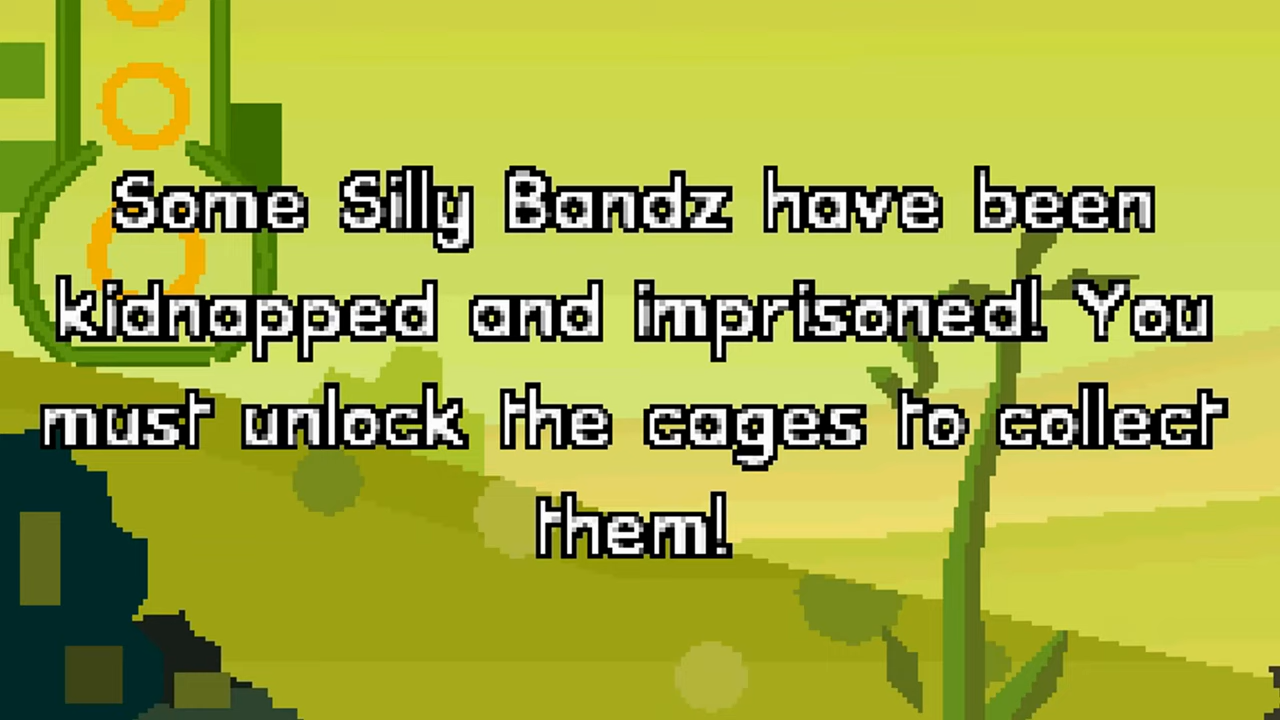 Some Silly Bandz have been
kidnapped and imprisoned! You
must unlock the cages to collect
them!